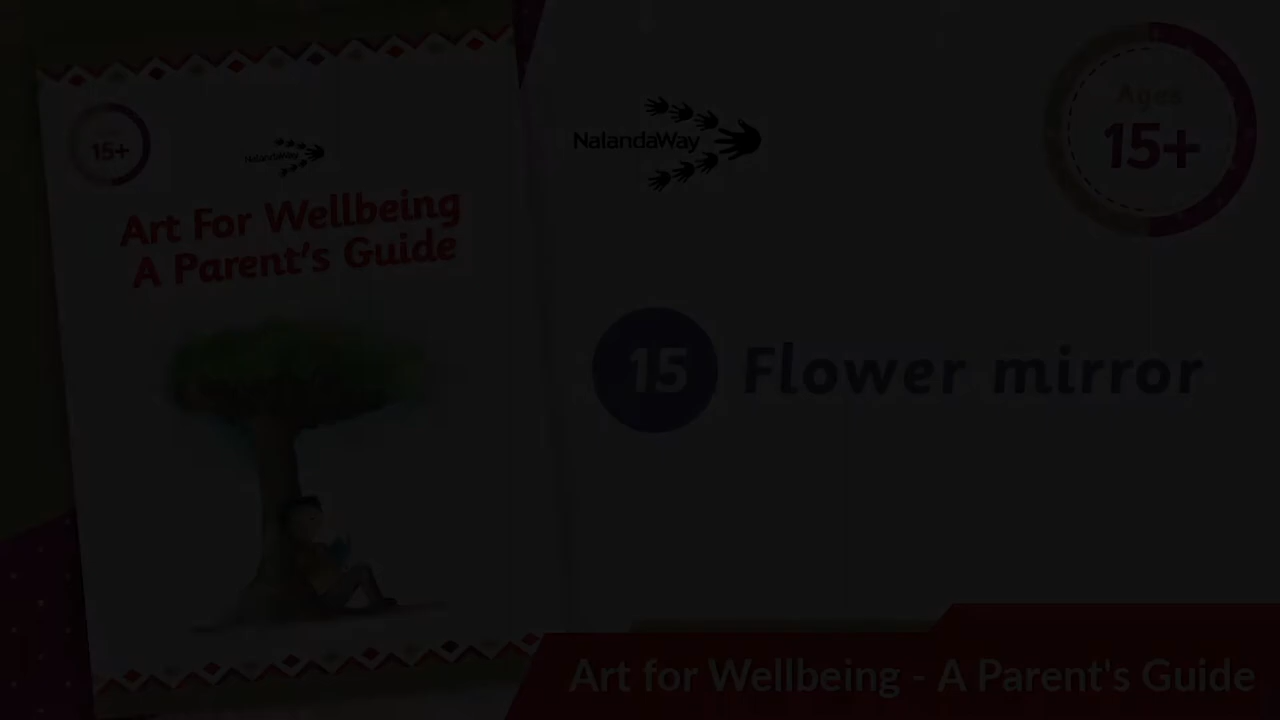 15+
NalandaWay
Art For Wellbeing
A Parent's Guide
NalandaWay
Ages
15+
15 Flower mirror
Art for Wellbeing - A Parent's Guide